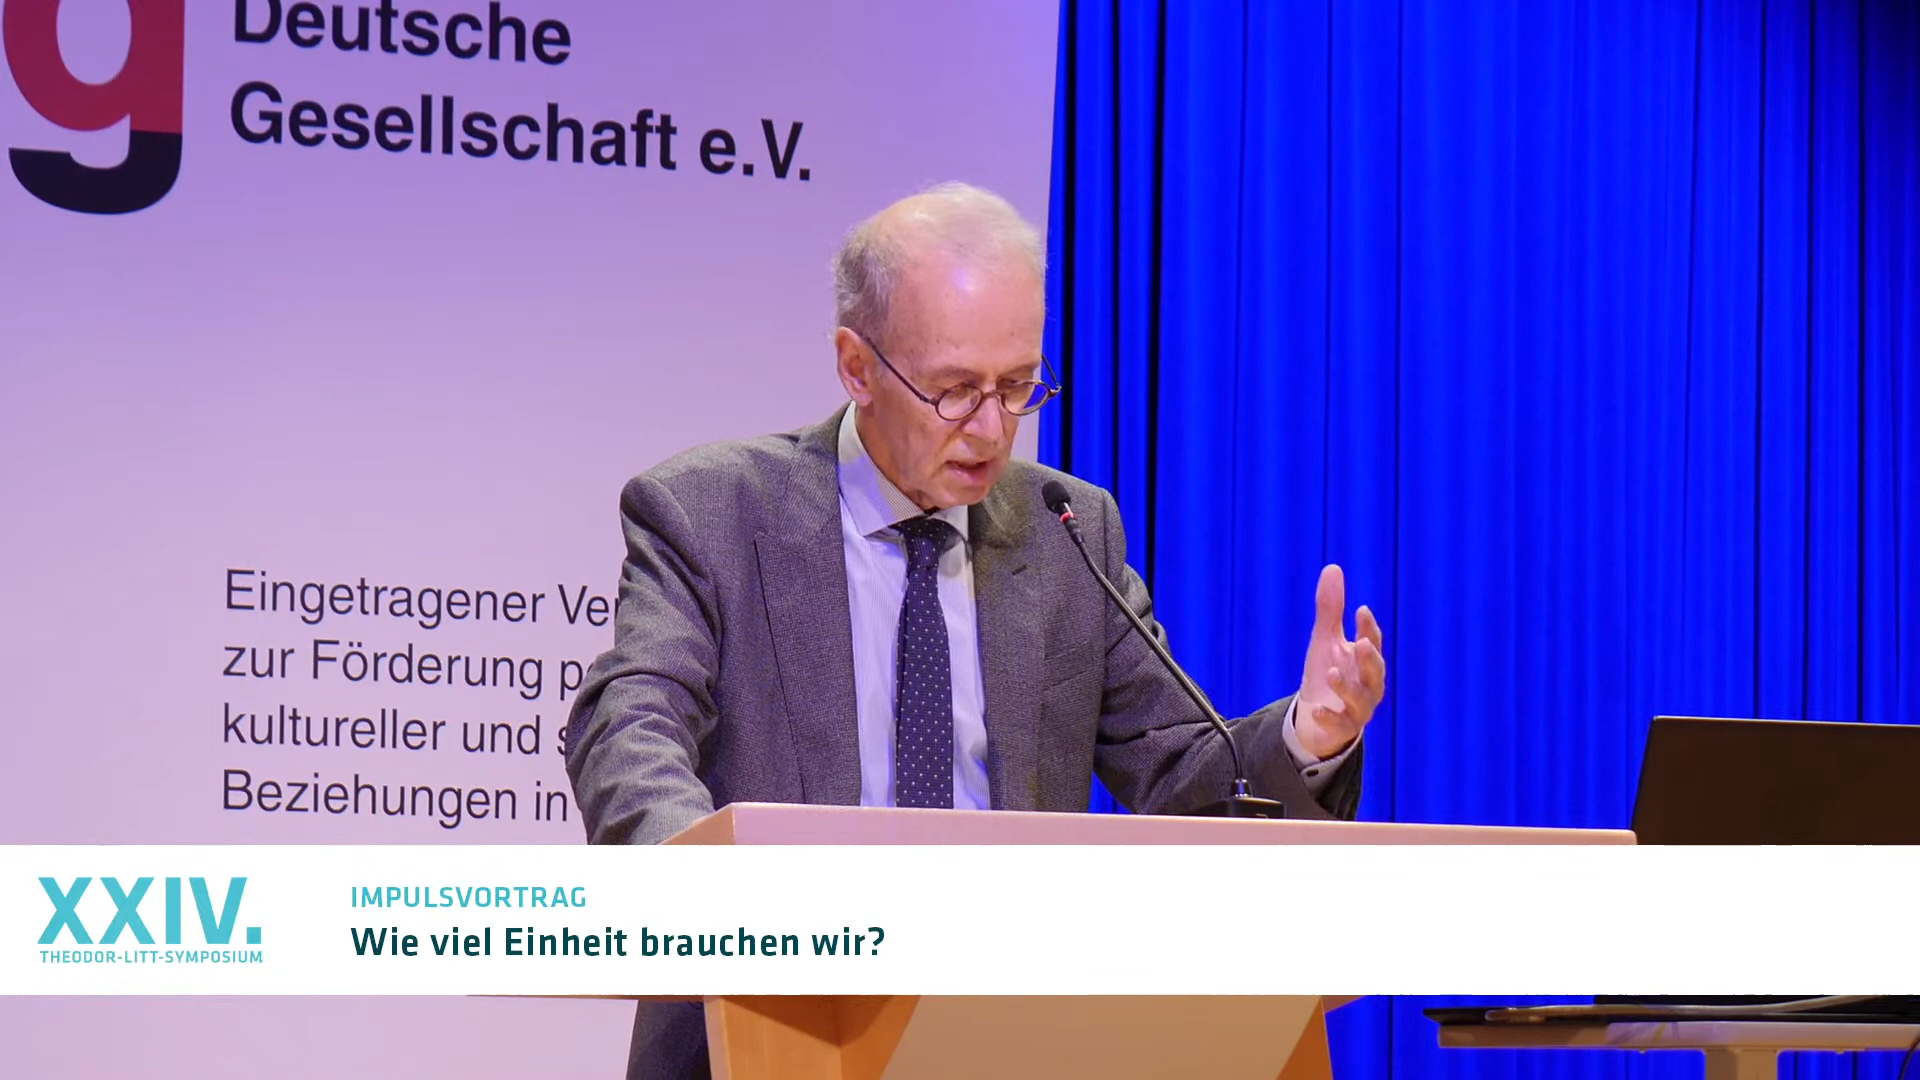 g
Deutsche
Gesellschaft e.V.
Eingetragener
zur Förderung
kultureller und
Beziehungen in
XXIV.
THEODOR-LITT-SYMPOSIUM
IMPULSVORTRAG
Wie viel Einheit brauchen wir?